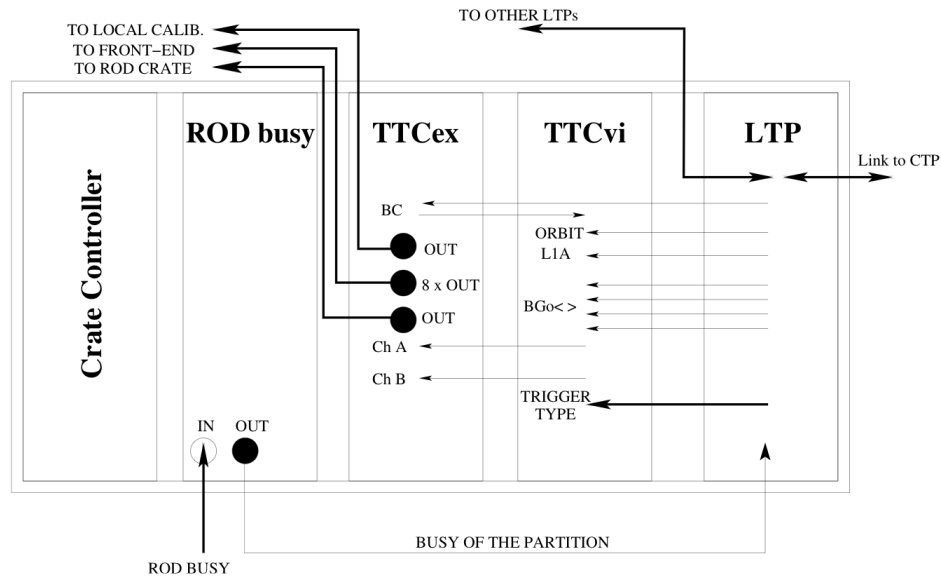 TO OTHER LTPs
TO LOCAL CALIB.
TO FRONT−END
TO ROD CRATE
Crate Controller
ROD busy
TTCex
TTCvi
LTP
Link to CTP
BC
ORBIT
OUT
L1A
8 x OUT
BGo< >
OUT
Ch A
Ch B
TRIGGER
TYPE
IN
OUT
BUSY OF THE PARTITION
ROD BUSY